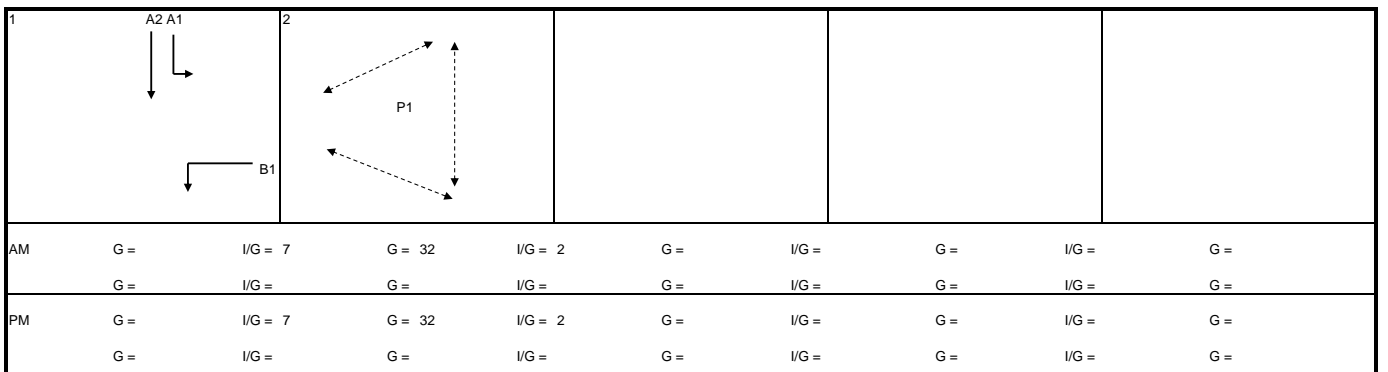 1 A2 A1 2
P1
B1
AM G = I/G = 7 G = 32 I/G = 2 G = I/G = G = I/G = G =
G = I/G = G = I/G = G = I/G = G = I/G = G =
PM G = I/G = 7 G = 32 I/G = 2 G = I/G = G = I/G = G =
G = I/G = G = I/G = G = I/G = G = I/G = G =